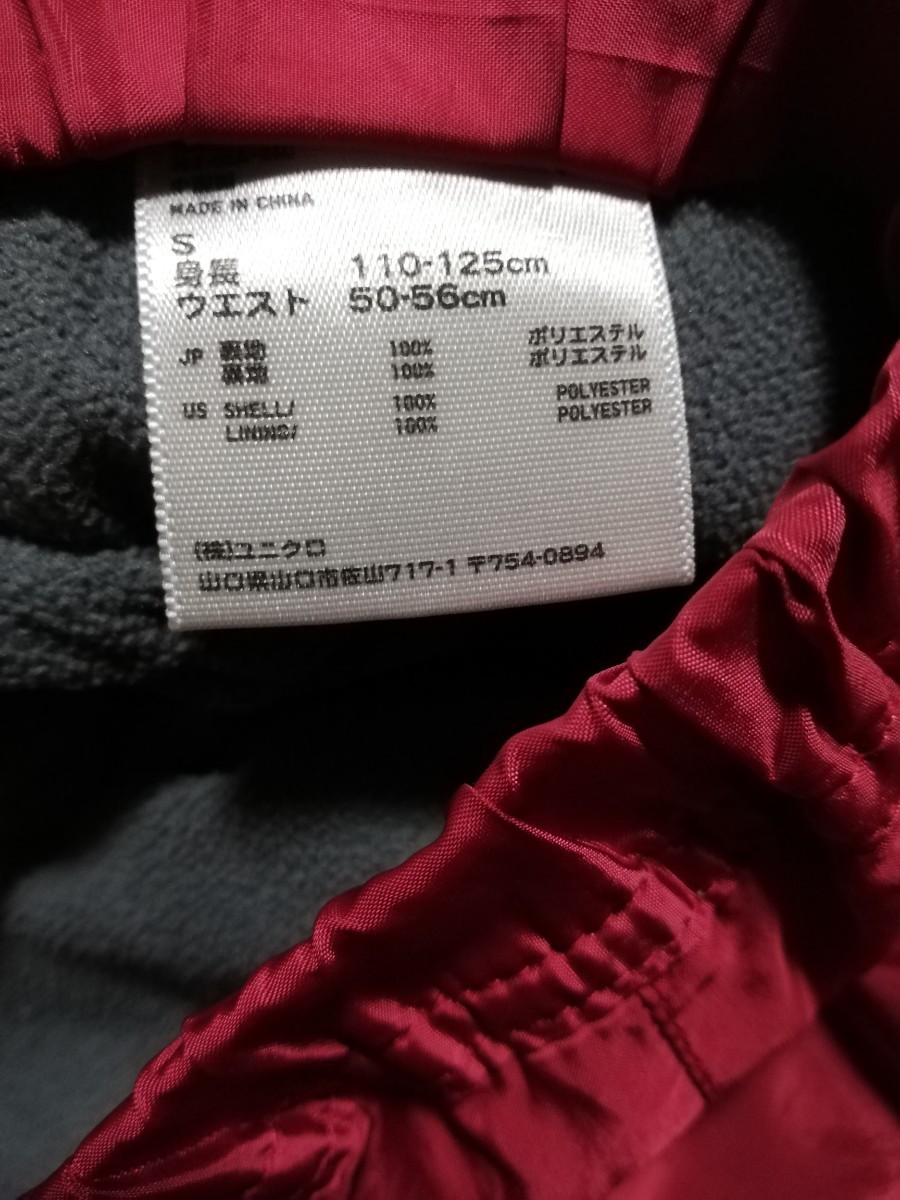 MADE IN CHINA
S
身長 110-125cm
ウエスト 50-56cm
JP 表地 100% ポリエステル
裏地 100% ポリエステル
US SHELL/ 100% POLYESTER
LINING/ 100% POLYESTER
(株)ユニクロ
山口県山口市佐山717-1 〒754-0894